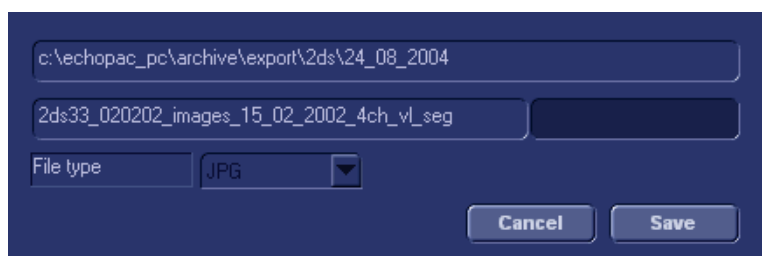 c:\echopac_pc\archive\export\2ds\24_08_2004
2ds33_020202_images_15_02_2002_4ch_vl_seg
File type JPG
Cancel Save